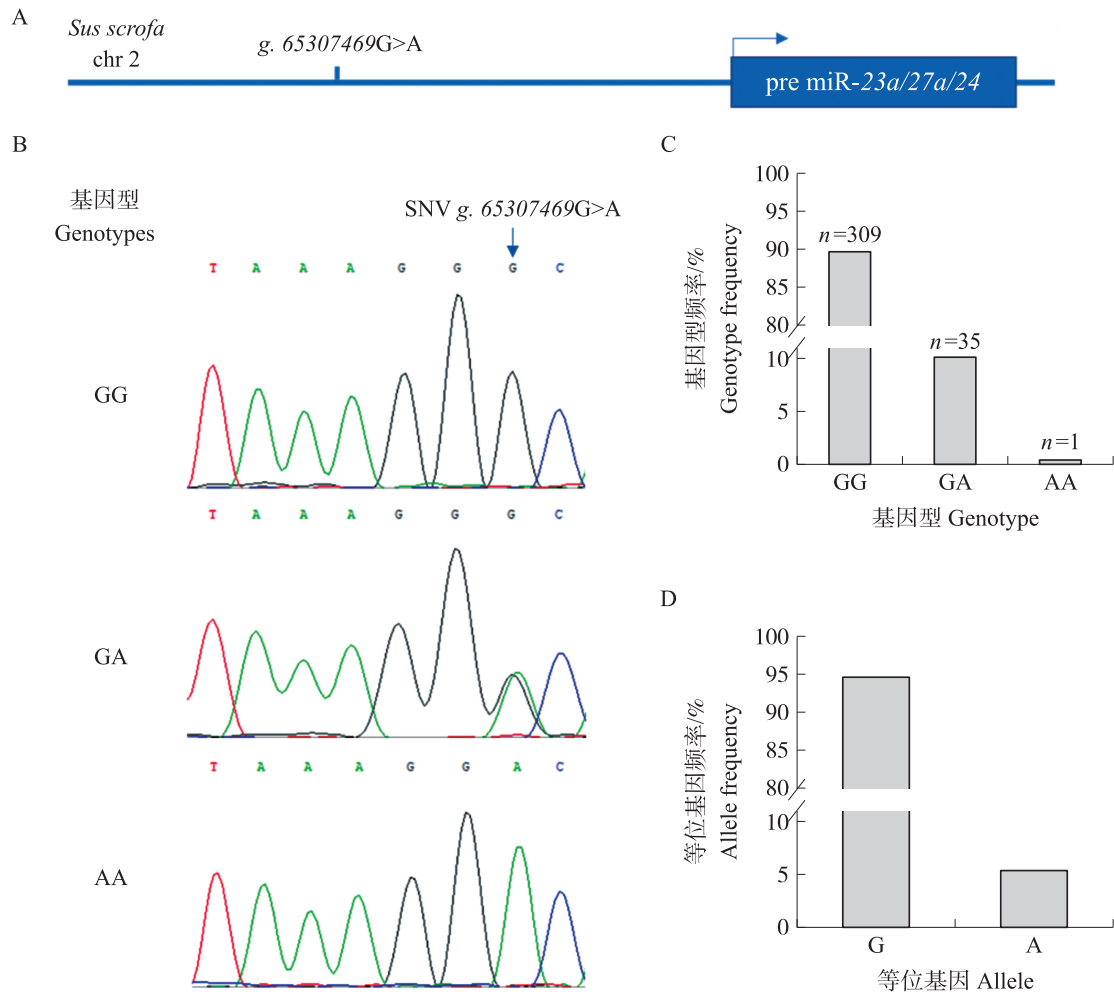 A
Sus scrofa
chr 2
g. 65307469G>A
pre miR-23a/27a/24
B
基因型
Genotypes
SNV g. 65307469G>A
T A A A G G G C
GG
T A A A G G G C
GA
T A A A G G A C
AA
C
基因型频率/%
Genotype frequency
100
95
90
85
80
10
5
0
n=309
n=35
n=1
GG GA AA
基因型 Genotype
D
等位基因频率/%
Allele frequency
100
95
90
85
80
10
5
0
G A
等位基因 Allele